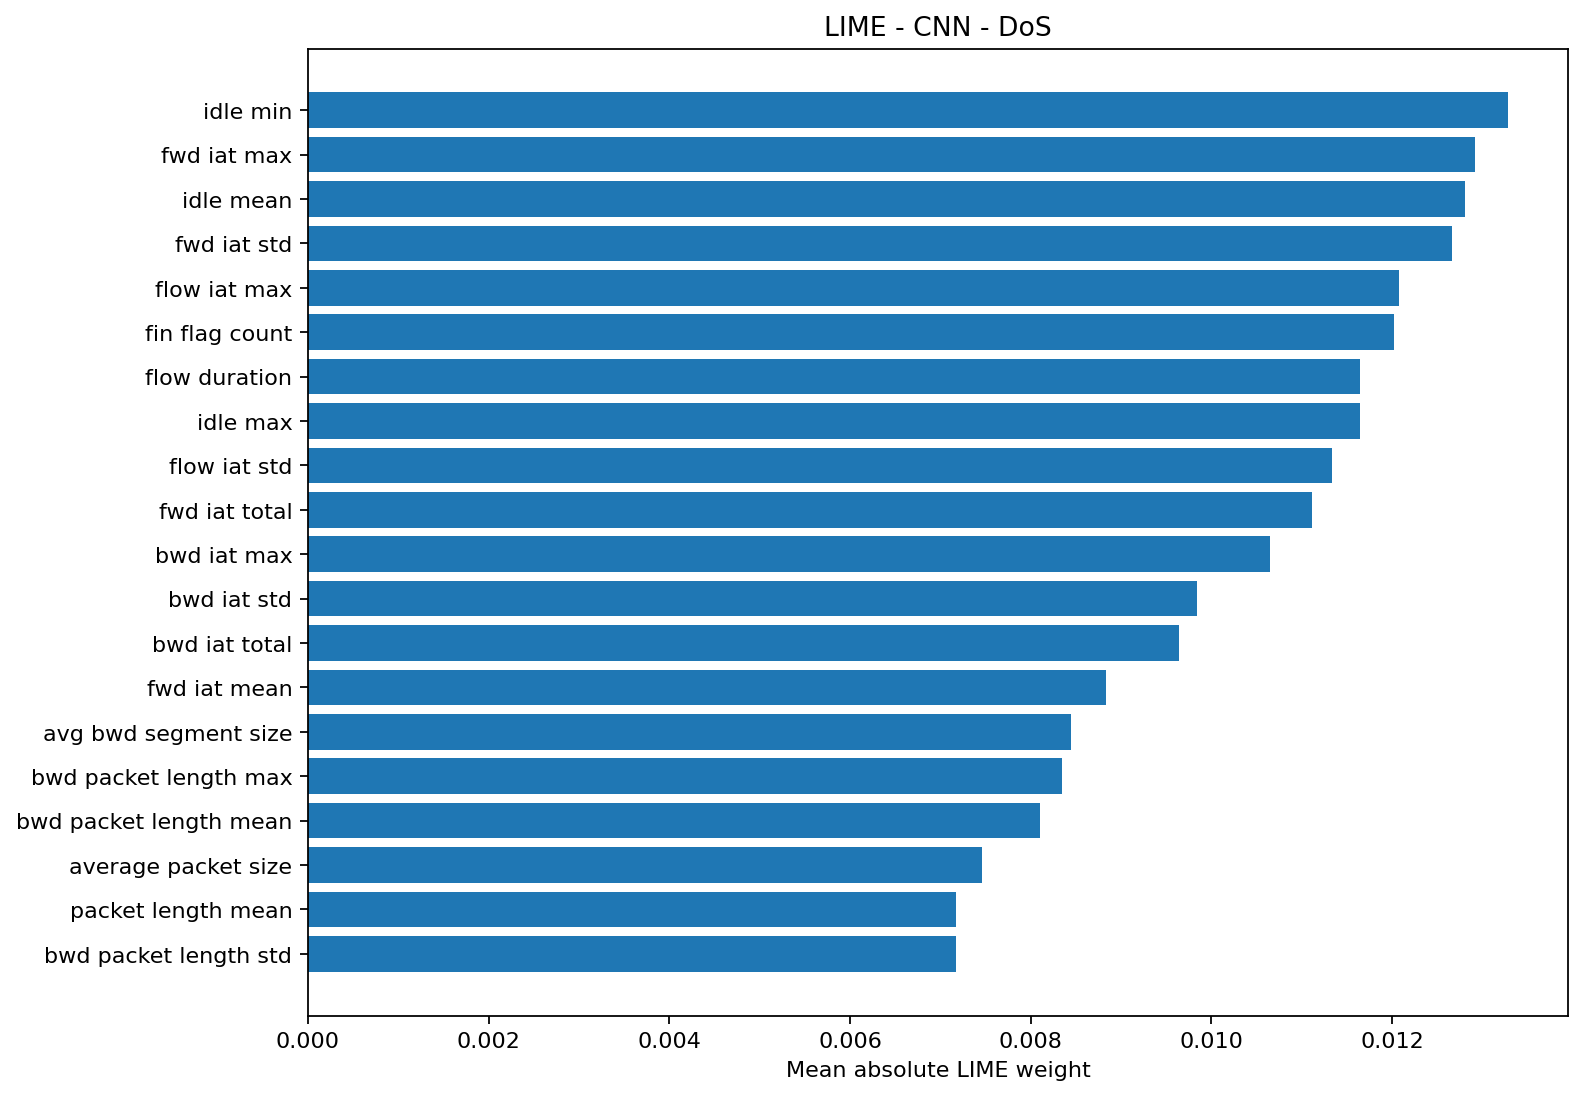 LIME - CNN - DoS
idle min
fwd iat max
idle mean
fwd iat std
flow iat max
fin flag count
flow duration
idle max
flow iat std
fwd iat total
bwd iat max
bwd iat std
bwd iat total
fwd iat mean
avg bwd segment size
bwd packet length max
bwd packet length mean
average packet size
packet length mean
bwd packet length std
0.000 0.002 0.004 0.006 0.008 0.010 0.012
Mean absolute LIME weight